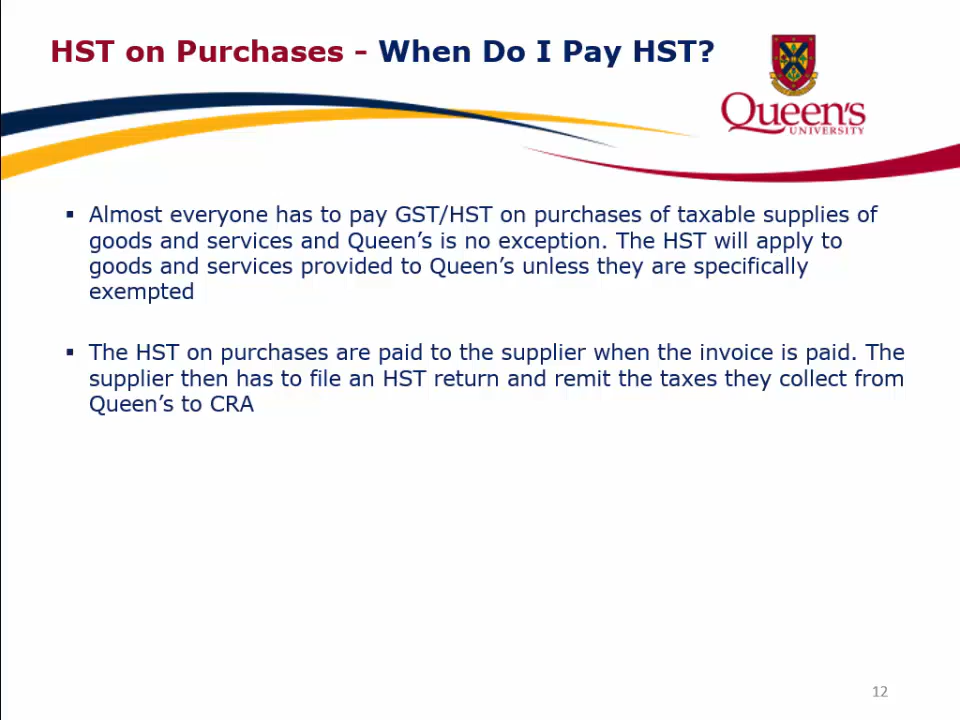 HST on Purchases - When Do I Pay HST?
Queen's
UNIVERSITY
▪ Almost everyone has to pay GST/HST on purchases of taxable supplies of
goods and services and Queen’s is no exception. The HST will apply to
goods and services provided to Queen’s unless they are specifically
exempted
▪ The HST on purchases are paid to the supplier when the invoice is paid. The
supplier then has to file an HST return and remit the taxes they collect from
Queen’s to CRA
12